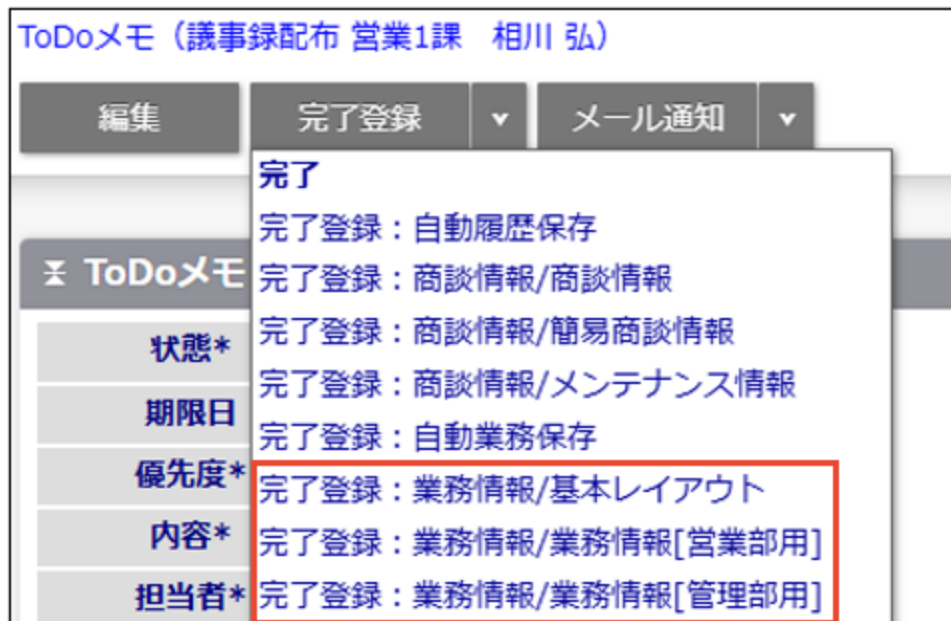 ToDoメモ（議事録配布 営業1課　相川 弘）
編集 完了登録 メール通知
完了
完了登録：自動履歴保存
完了登録：商談情報/商談情報
ToDoメモ
完了登録：商談情報/簡易商談情報
状態*
完了登録：商談情報/メンテナンス情報
期限日
完了登録：自動業務保存
優先度*
完了登録：業務情報/基本レイアウト
内容*
完了登録：業務情報/業務情報[営業部用]
担当者*
完了登録：業務情報/業務情報[管理部用]